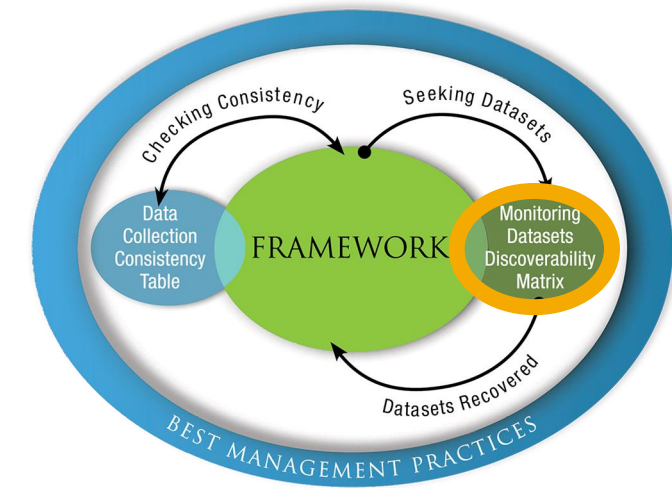 Checking Consistency
Seeking Datasets
Data
Collection
Consistency
Table
FRAMEWORK
Monitoring
Datasets
Discoverability
Matrix
Datasets Recovered
BEST MANAGEMENT PRACTICES